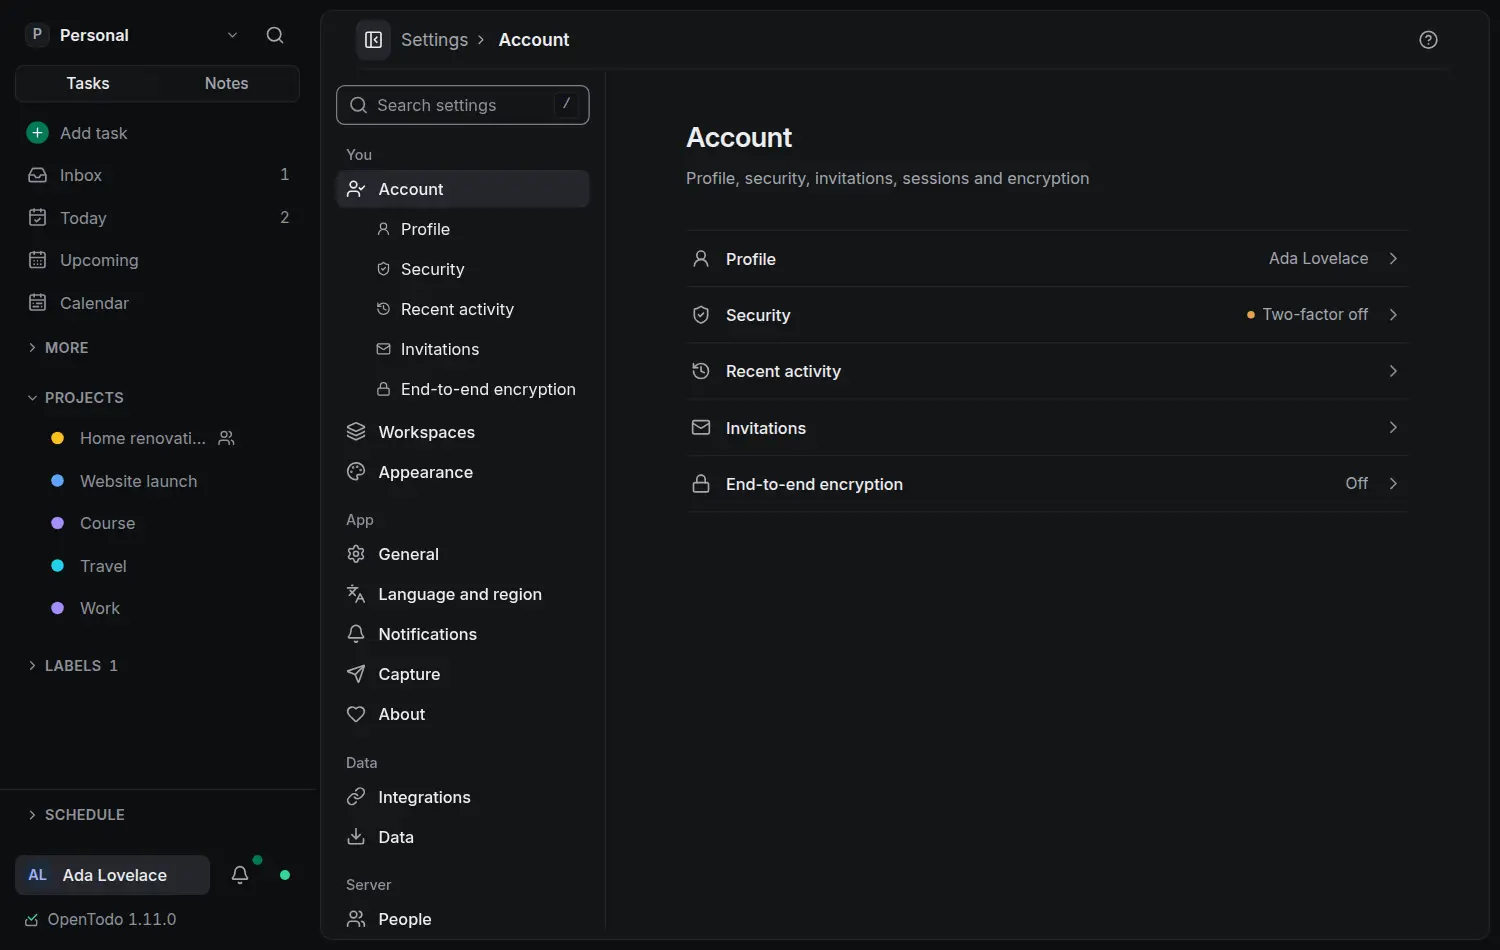 P Personal
Tasks Notes
Add task
Inbox 1
Today 2
Upcoming
Calendar
MORE
PROJECTS
Home renovati...
Website launch
Course
Travel
Work
LABELS 1
SCHEDULE
AL Ada Lovelace
OpenTodo 1.11.0
Settings > Account
Search settings /
You
Account
Profile
Security
Recent activity
Invitations
End-to-end encryption
Workspaces
Appearance
App
General
Language and region
Notifications
Capture
About
Data
Integrations
Data
Server
People
Account
Profile, security, invitations, sessions and encryption
Profile Ada Lovelace
Security Two-factor off
Recent activity
Invitations
End-to-end encryption Off